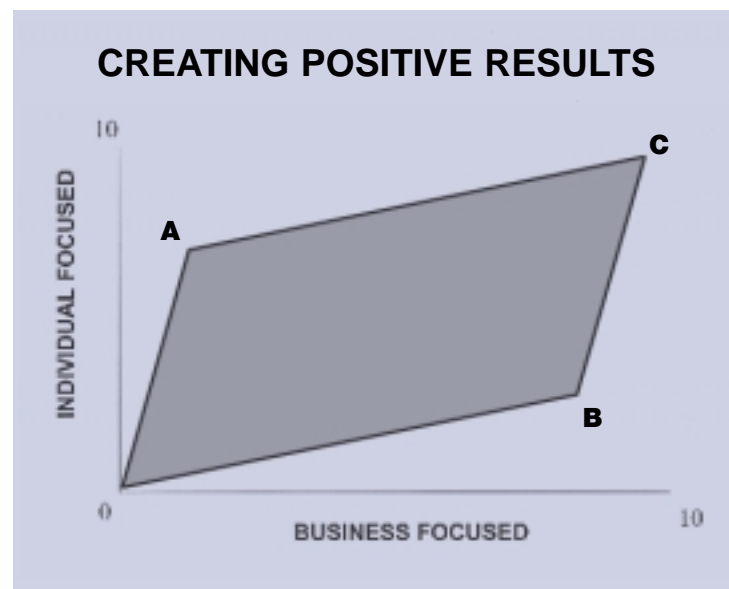 CREATING POSITIVE RESULTS
10
C
A
INDIVIDUAL FOCUSED
B
0
10
BUSINESS FOCUSED